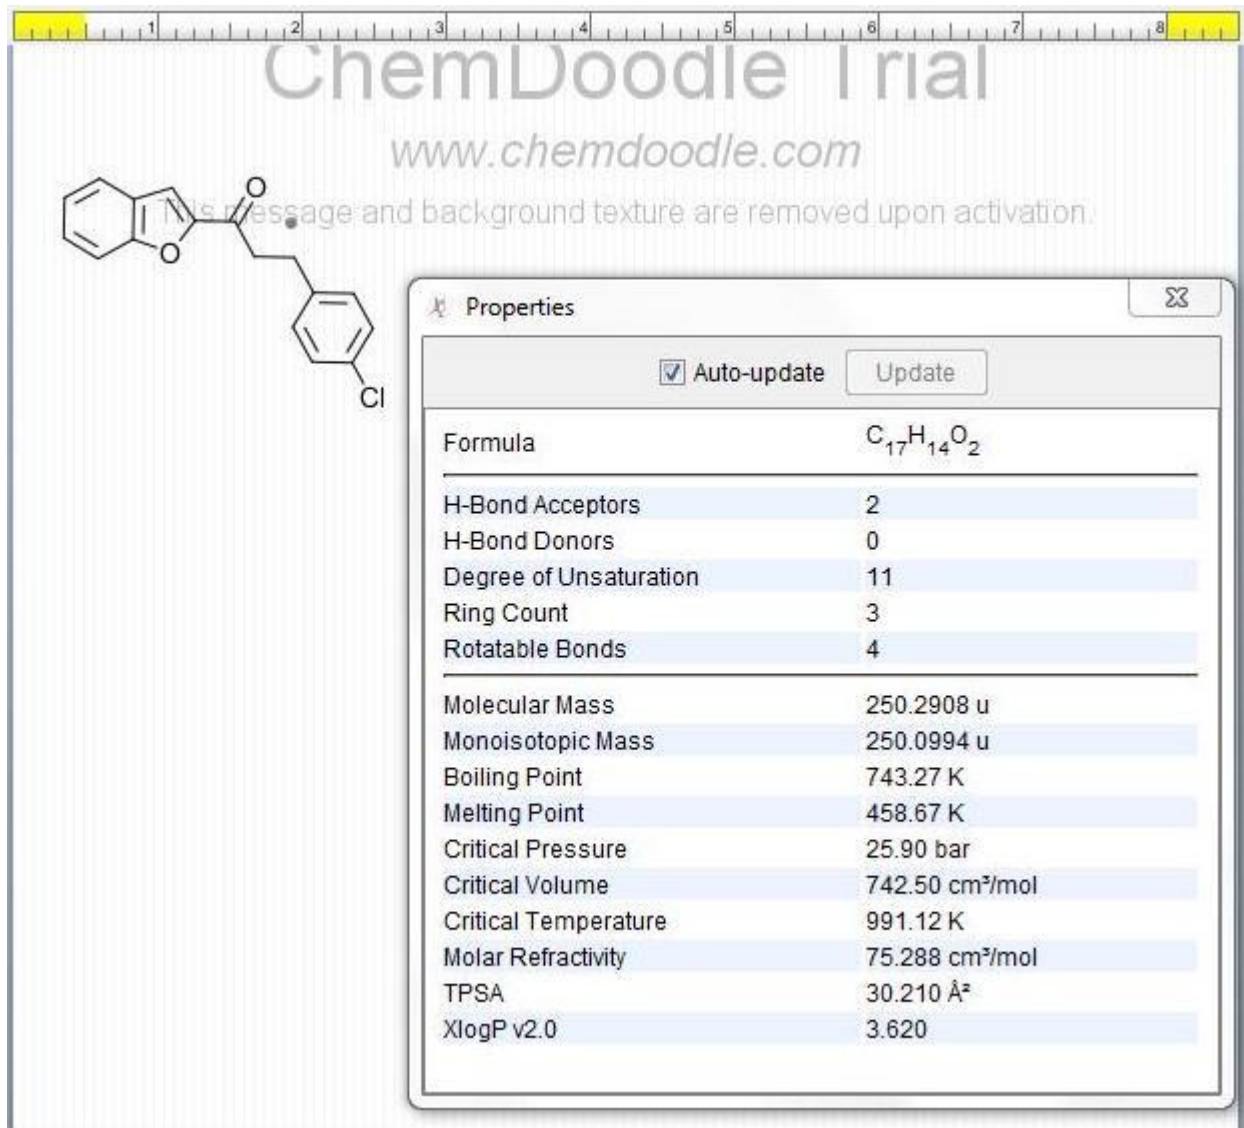 1 2 3 4 5 6 7 8
ChemDoodle Trial
www.chemdoodle.com
This message and background texture are removed upon activation.
O
O
Cl
Properties
Auto-update Update
Formula C17H14O2
H-Bond Acceptors 2
H-Bond Donors 0
Degree of Unsaturation 11
Ring Count 3
Rotatable Bonds 4
Molecular Mass 250.2908 u
Monoisotopic Mass 250.0994 u
Boiling Point 743.27 K
Melting Point 458.67 K
Critical Pressure 25.90 bar
Critical Volume 742.50 cm³/mol
Critical Temperature 991.12 K
Molar Refractivity 75.288 cm³/mol
TPSA 30.210 Å²
XlogP v2.0 3.620